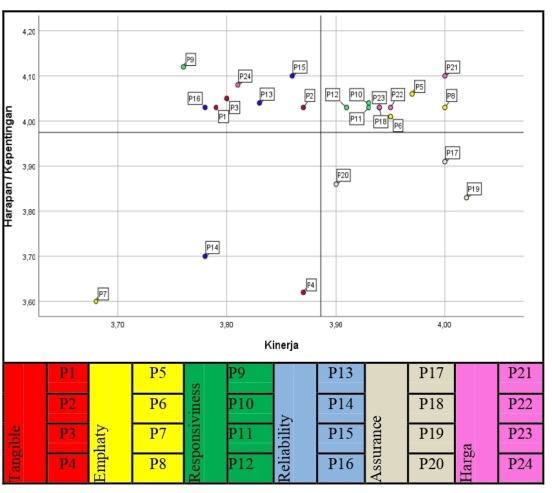 Harapan / Kepentingan
4,20
4,10
4,00
3,90
3,80
3,70
3,60
P9
P15
P21
P24
P5
P16
P13
P2
P12
P10
P23
P22
P8
P3
P1
P11
P18
P6
P17
P20
P19
P14
P7
P4
3,70 3,80 3,90 4,00
Kinerja
Tangible
P1
P2
P3
P4
Emphaty
P5
P6
P7
P8
Responsiviness
P9
P10
P11
P12
Reliability
P13
P14
P15
P16
Assurance
P17
P18
P19
P20
Harga
P21
P22
P23
P24